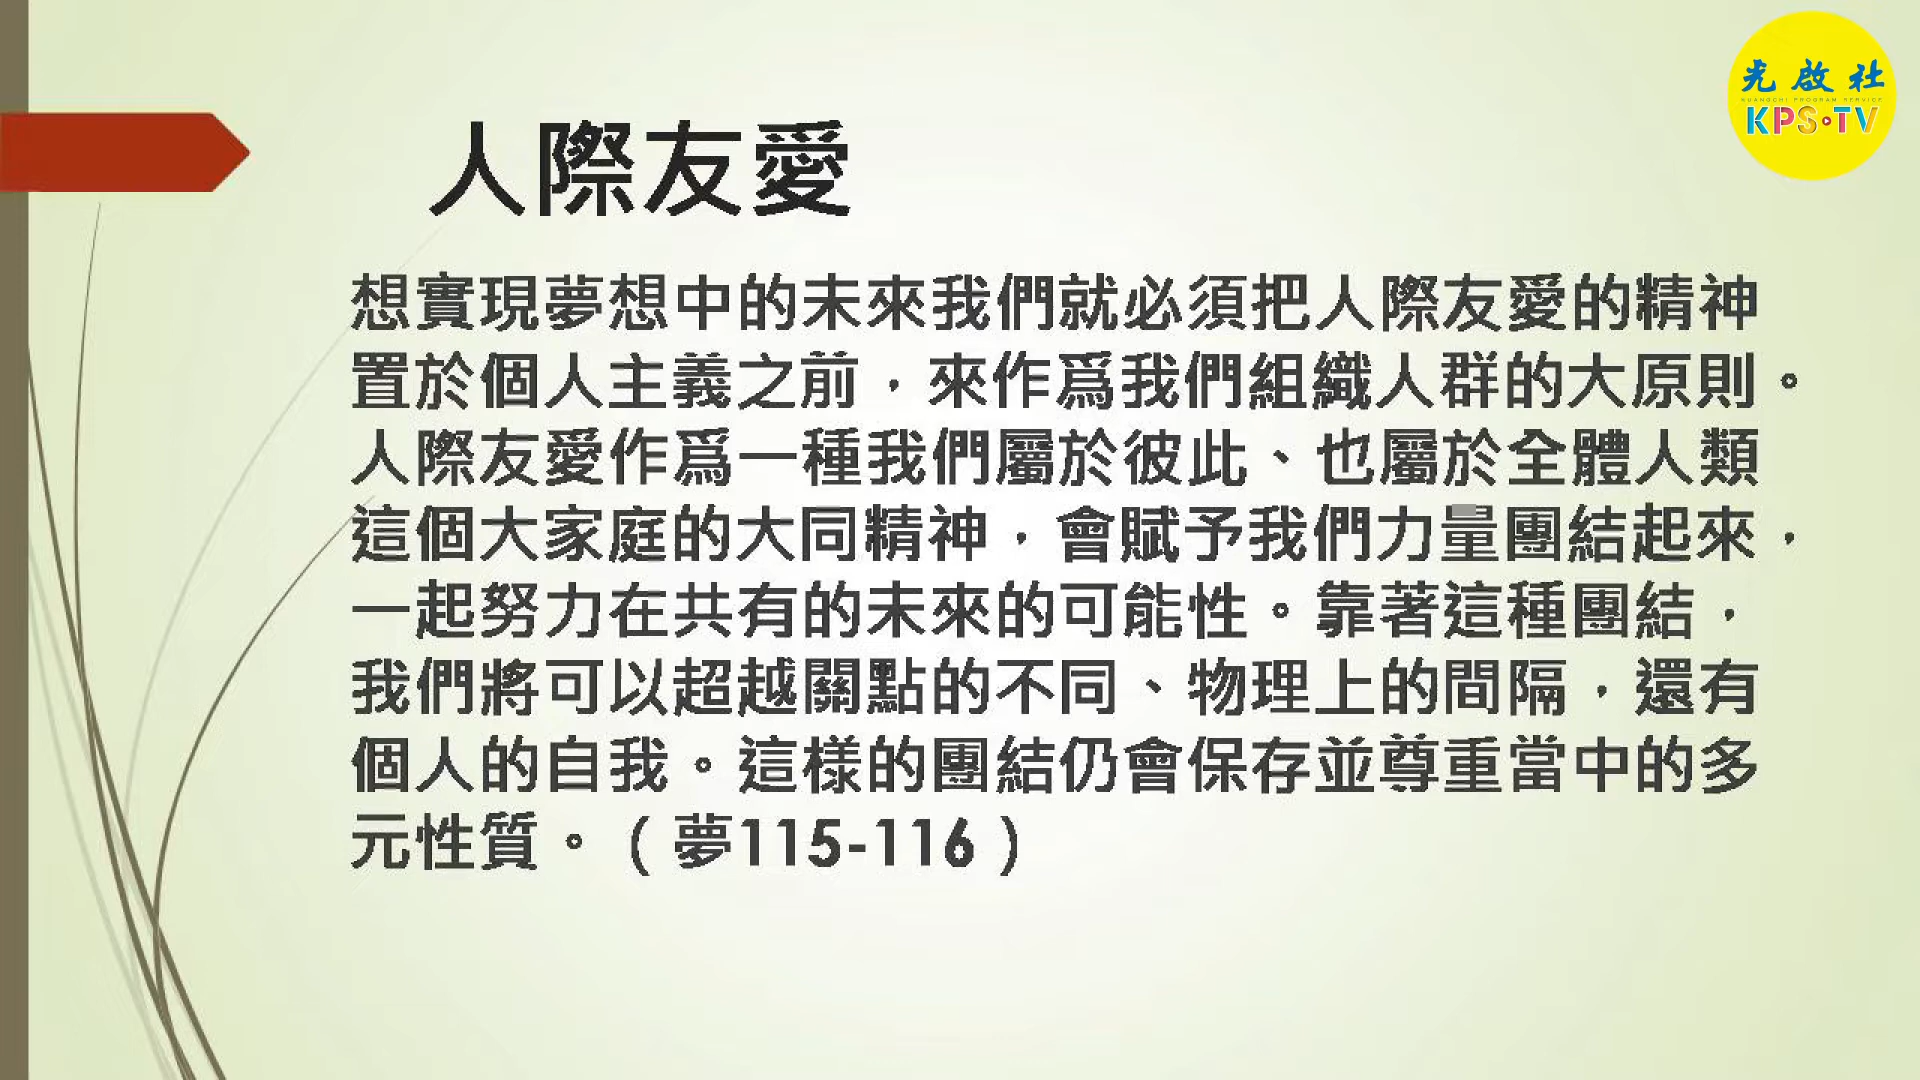 光啟社
KUANGCHI PROGRAM SERVICE
KPS TV
人際友愛
想實現夢想中的未來我們就必須把人際友愛的精神
置於個人主義之前，來作爲我們組織人群的大原則。
人際友愛作爲一種我們屬於彼此、也屬於全體人類
這個大家庭的大同精神，會賦予我們力量團結起來，
一起努力在共有的未來的可能性。靠著這種團結，
我們將可以超越關點的不同、物理上的間隔，還有
個人的自我。這樣的團結仍會保存並尊重當中的多
元性質。（夢115-116）